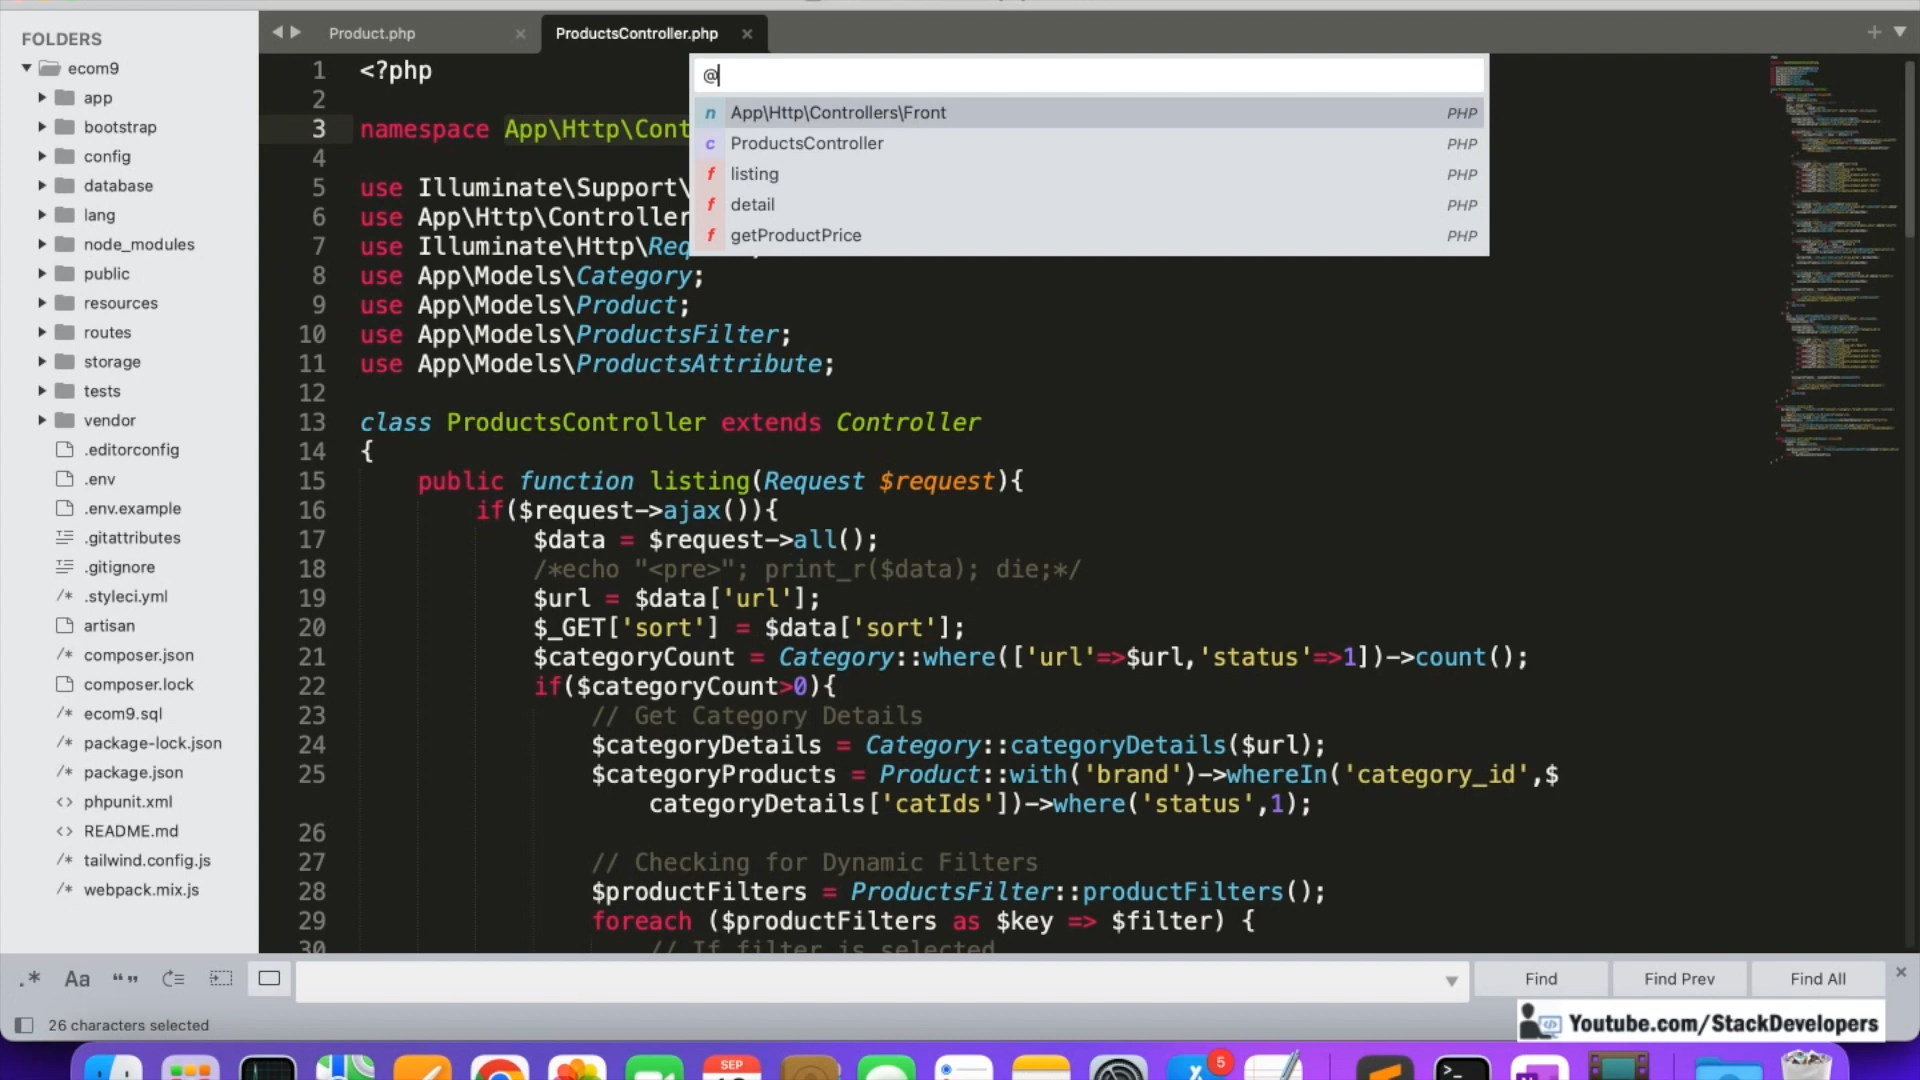 FOLDERS
ecom9
app
bootstrap
config
database
lang
node_modules
public
resources
routes
storage
tests
vendor
.editorconfig
.env
.env.example
.gitattributes
.gitignore
/* .styleci.yml
artisan
/* composer.json
composer.lock
/* ecom9.sql
/* package-lock.json
/* package.json
<> phpunit.xml
<> README.md
/* tailwind.config.js
/* webpack.mix.js
Product.php ×
ProductsController.php ×
@
n App\Http\Controllers\Front PHP
c ProductsController PHP
f listing PHP
f detail PHP
f getProductPrice PHP
1 <?php
2
3 namespace App\Http\Cont
4
5 use Illuminate\Support\
6 use App\Http\Controller
7 use Illuminate\Http\Req
8 use App\Models\Category;
9 use App\Models\Product;
10 use App\Models\ProductsFilter;
11 use App\Models\ProductsAttribute;
12
13 class ProductsController extends Controller
14 {
15 public function listing(Request $request){
16 if($request->ajax()){
17 $data = $request->all();
18 /*echo "<pre>"; print_r($data); die;*/
19 $url = $data['url'];
20 $_GET['sort'] = $data['sort'];
21 $categoryCount = Category::where(['url'=>$url,'status'=>1])->count();
22 if($categoryCount>0){
23 // Get Category Details
24 $categoryDetails = Category::categoryDetails($url);
25 $categoryProducts = Product::with('brand')->whereIn('category_id',$
categoryDetails['catIds'])->where('status',1);
26
27 // Checking for Dynamic Filters
28 $productFilters = ProductsFilter::productFilters();
29 foreach ($productFilters as $key => $filter) {
30 // If filter is selected
.* Aa “ ”
Find
Find Prev
Find All
26 characters selected
Youtube.com/StackDevelopers
SEP
5